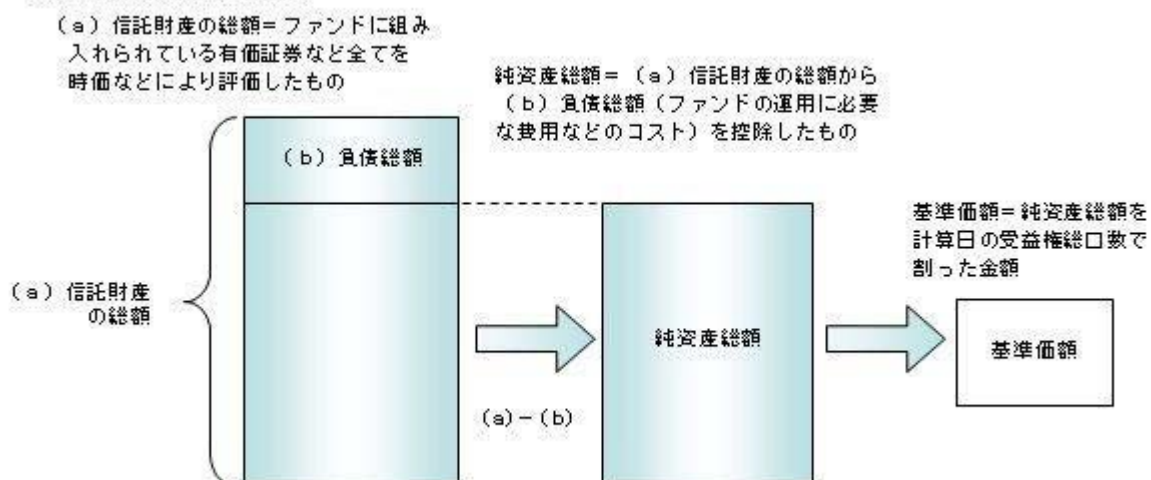 (a)信託財産の総額=ファンドに組み
入れられている有価証券など全てを
時価などにより評価したもの
純資産総額=(a)信託財産の総額から
(b)負債総額(ファンドの運用に必要
な費用などのコスト)を控除したもの
(b)負債総額
基準価額=純資産総額を
計算日の受益権総口数で
割った金額
(a)信託財産
の総額
純資産総額
基準価額
(a)-(b)